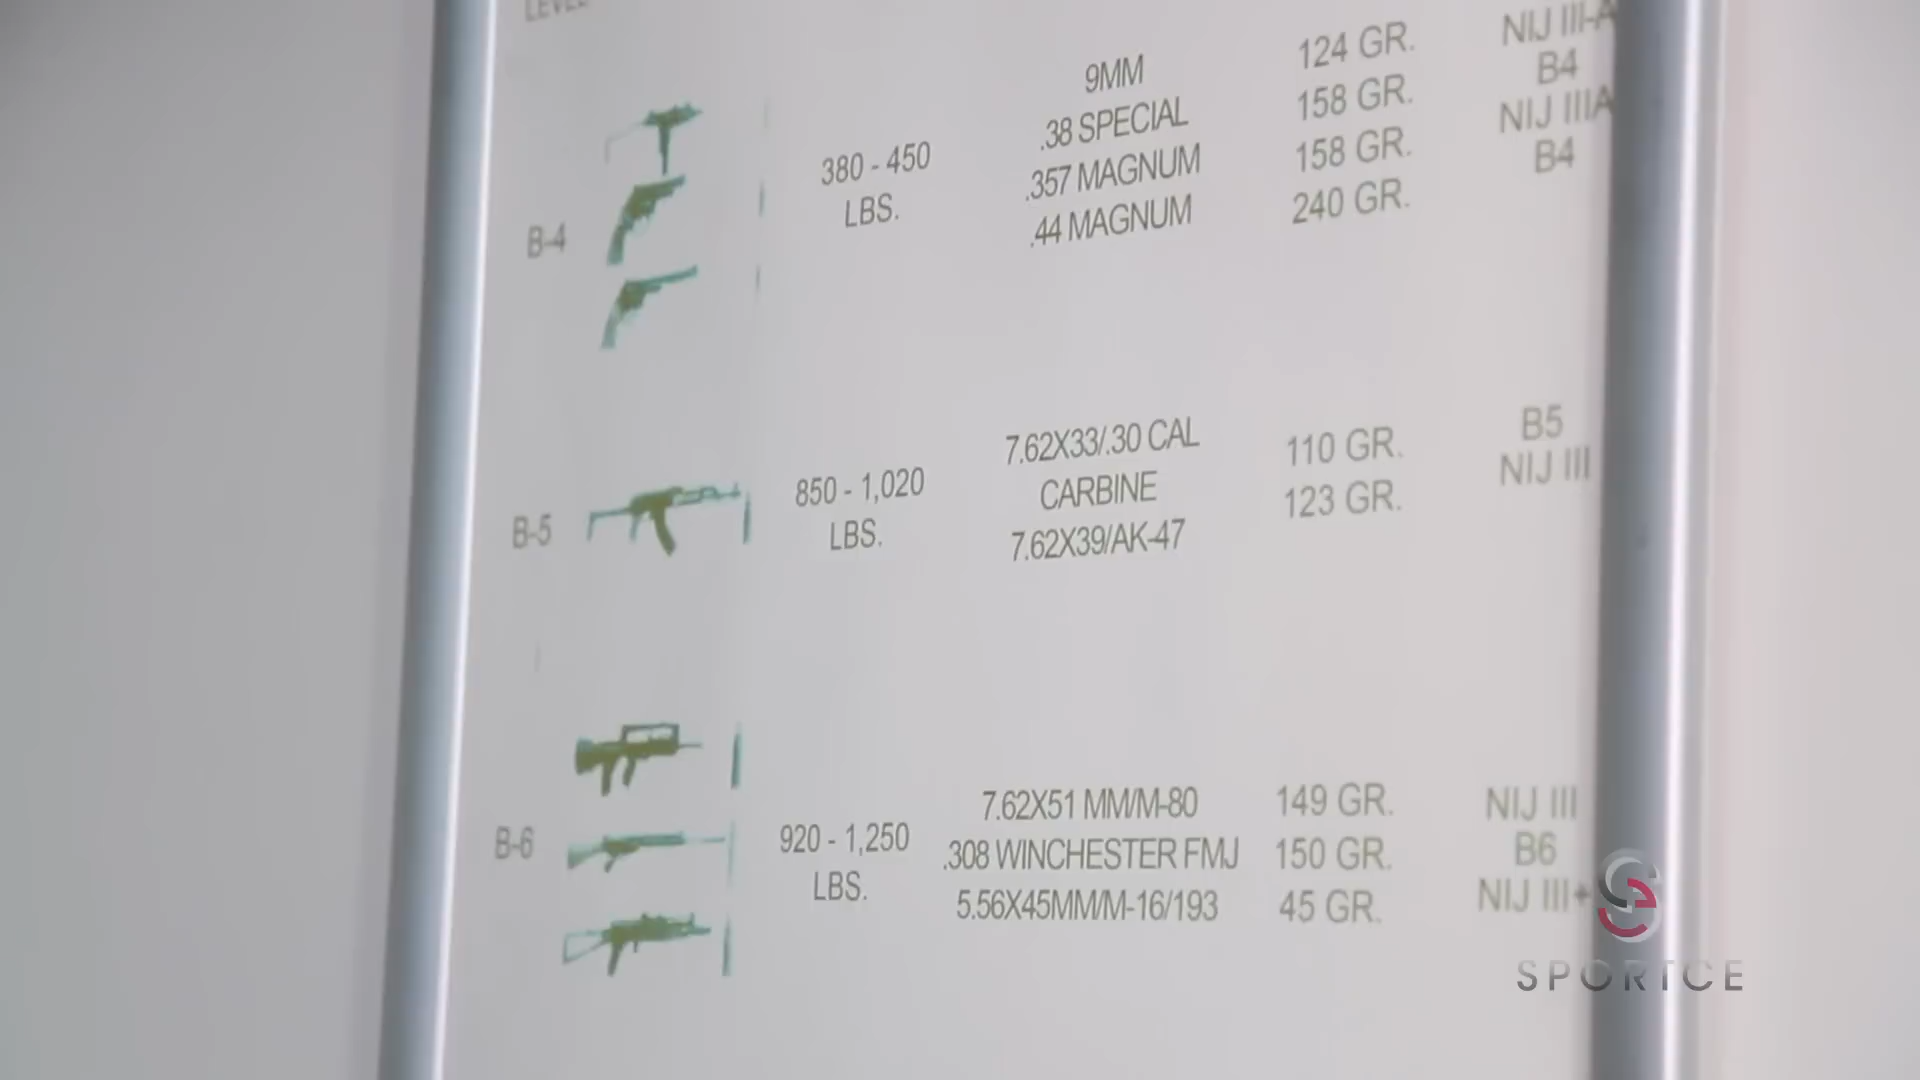 LEVEL
B-4
380 - 450
LBS.
9MM
.38 SPECIAL
.357 MAGNUM
.44 MAGNUM
124 GR.
158 GR.
158 GR.
240 GR.
NIJ III-A
B4
NIJ IIIA
B4
B-5
850 - 1,020
LBS.
7.62X33/.30 CAL
CARBINE
7.62X39/AK-47
110 GR.
123 GR.
B5
NIJ III
B-6
920 - 1,250
LBS.
7.62X51 MM/M-80
.308 WINCHESTER FMJ
5.56X45MM/M-16/193
149 GR.
150 GR.
45 GR.
NIJ III
B6
NIJ III+
SPORTCE